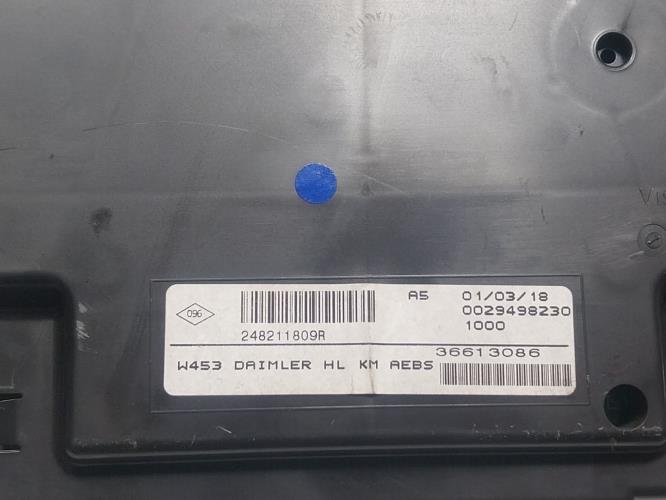 096
248211809R
A5 01/03/18
0029498230
1000
36613086
W453 DAIMLER HL KM AEBS